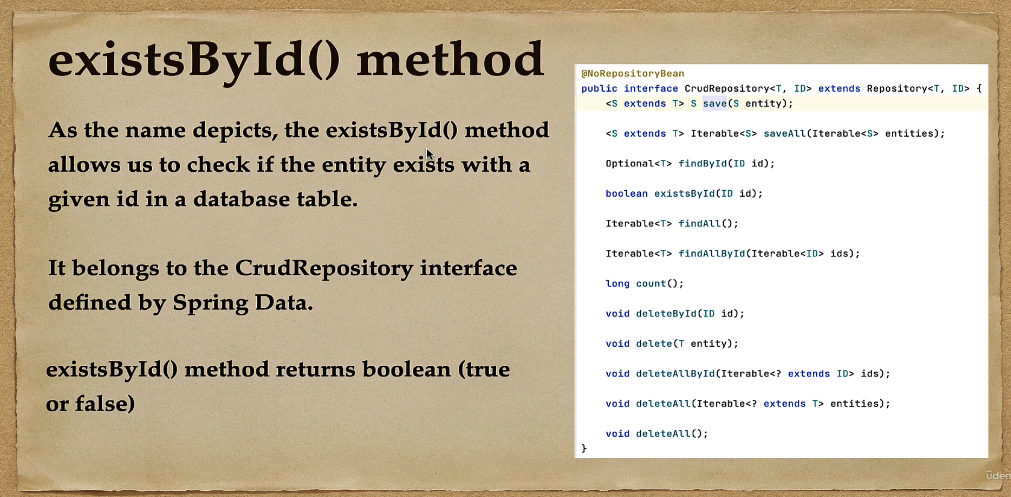 existsById() method
As the name depicts, the existsById() method
allows us to check if the entity exists with a
given id in a database table.
It belongs to the CrudRepository interface
defined by Spring Data.
existsById() method returns boolean (true
or false)
@NoRepositoryBean
public interface CrudRepository<T, ID> extends Repository<T, ID> {
<S extends T> S save(S entity);
<S extends T> Iterable<S> saveAll(Iterable<S> entities);
Optional<T> findById(ID id);
boolean existsById(ID id);
Iterable<T> findAll();
Iterable<T> findAllById(Iterable<ID> ids);
long count();
void deleteById(ID id);
void delete(T entity);
void deleteAllById(Iterable<? extends ID> ids);
void deleteAll(Iterable<? extends T> entities);
void deleteAll();
}